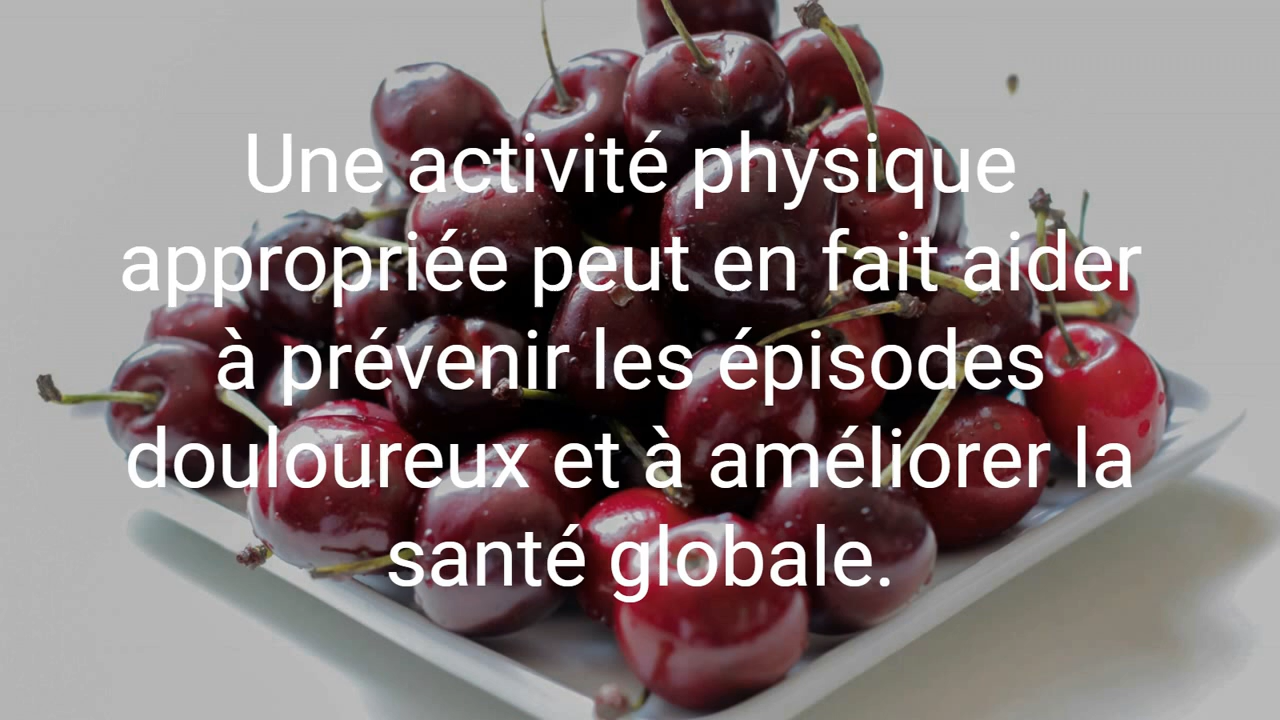 Une activité physique
appropriée peut en fait aider
à prévenir les épisodes
douloureux et à améliorer la
santé globale.